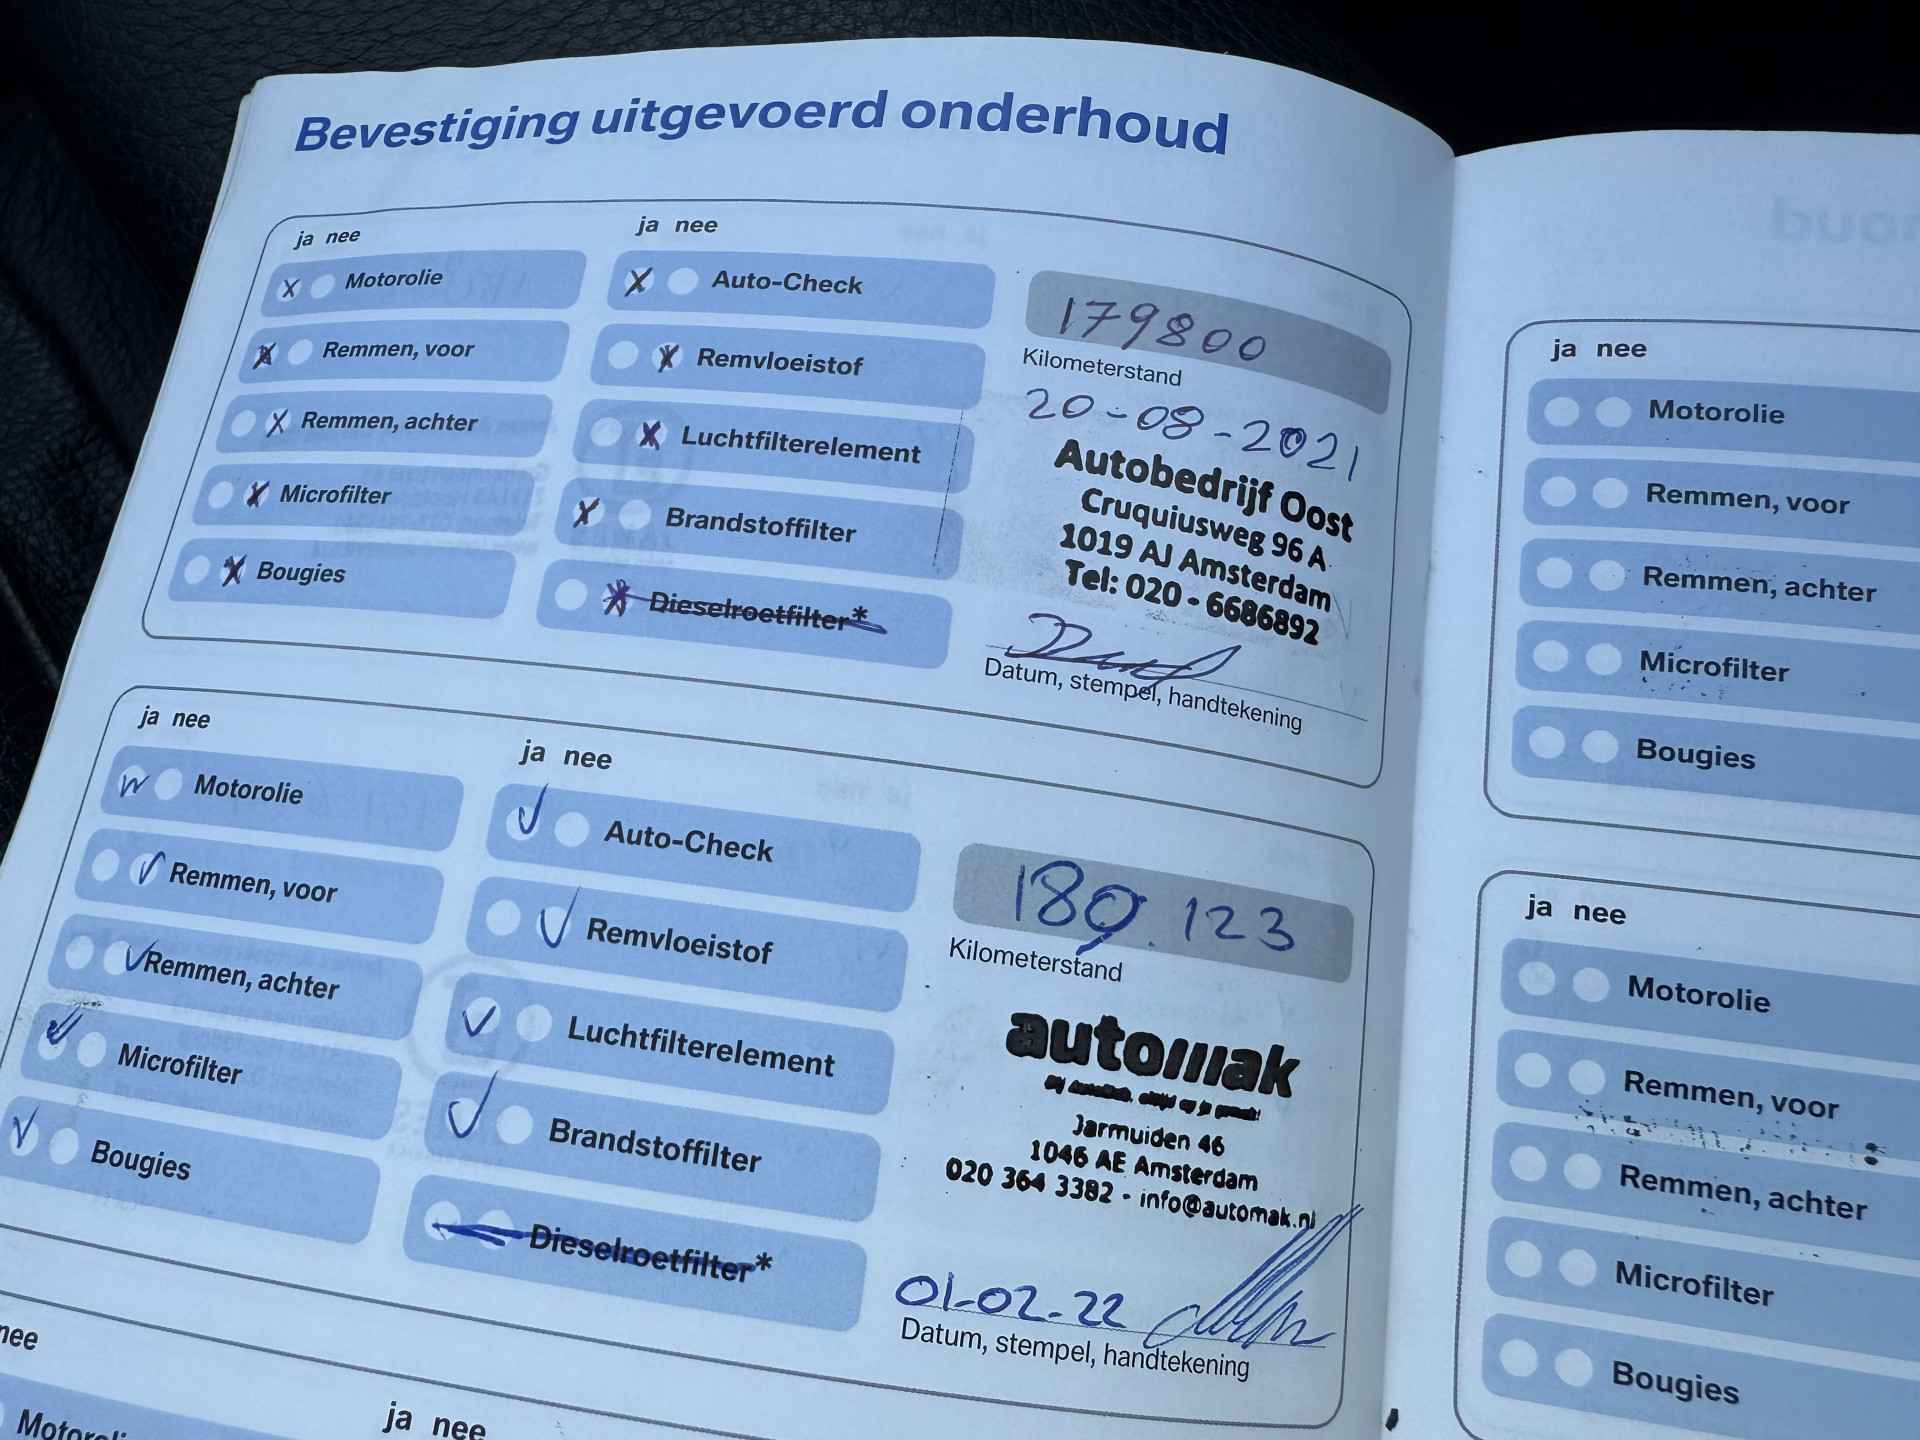 Bevestiging uitgevoerd onderhoud
ja nee
Motorolie
Remmen, voor
Remmen, achter
Microfilter
Bougies
ja nee
Auto-Check
Remvloeistof
Luchtfilterelement
Brandstoffilter
Dieselroetfilter*
179800
Kilometerstand
20-08-2021
Autobedrijf Oost
Cruquiusweg 96 A
1019 AJ Amsterdam
Tel: 020 - 6686892
Datum, stempel, handtekening
ja nee
Motorolie
Remmen, voor
Remmen, achter
Microfilter
Bougies
ja nee
Auto-Check
Remvloeistof
Luchtfilterelement
Brandstoffilter
Dieselroetfilter*
189.123
Kilometerstand
automak
Jarmuiden 46
1046 AE Amsterdam
020 364 3382 - info@automak.nl
01-02-22
Datum, stempel, handtekening
nee
ja nee
ja nee
Motorolie
Remmen, voor
Remmen, achter
Microfilter
Bougies
ja nee
Motorolie
Remmen, voor
Remmen, achter
Microfilter
Bougies